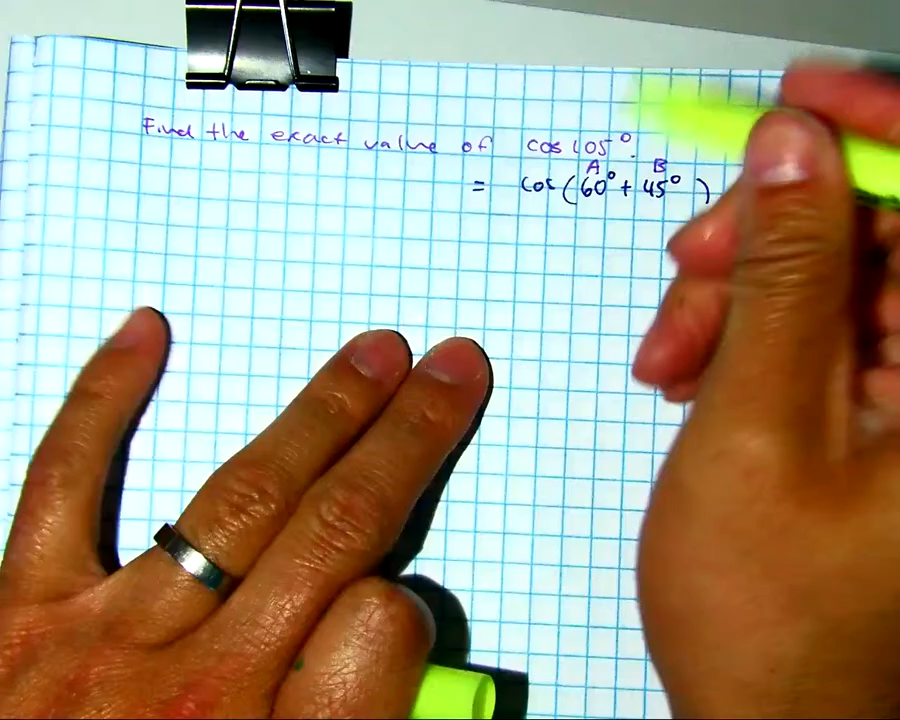 Find the exact value of cos 105°.
A B
= cos(60° + 45°)